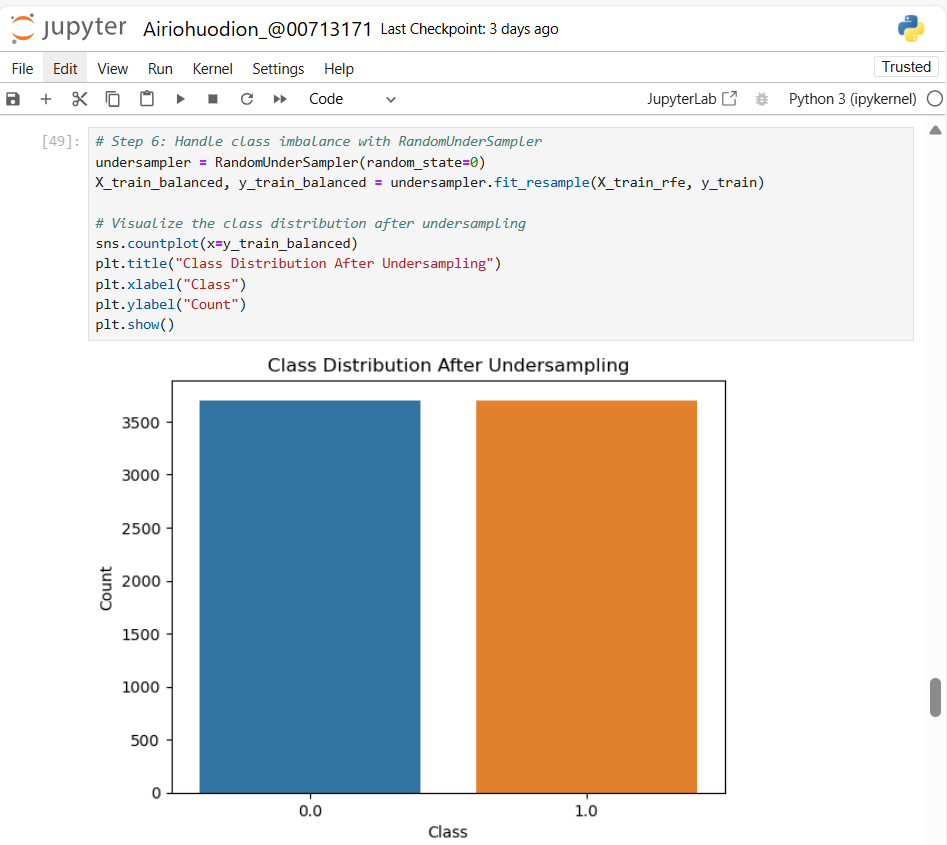 jupyter Airiohuodion_@00713171 Last Checkpoint: 3 days ago
File Edit View Run Kernel Settings Help Trusted
Code JupyterLab Python 3 (ipykernel)
[49]: # Step 6: Handle class imbalance with RandomUnderSampler
undersampler = RandomUnderSampler(random_state=0)
X_train_balanced, y_train_balanced = undersampler.fit_resample(X_train_rfe, y_train)
# Visualize the class distribution after undersampling
sns.countplot(x=y_train_balanced)
plt.title("Class Distribution After Undersampling")
plt.xlabel("Class")
plt.ylabel("Count")
plt.show()
Class Distribution After Undersampling
3500
3000
2500
2000
1500
1000
500
0
Count
0.0 1.0
Class